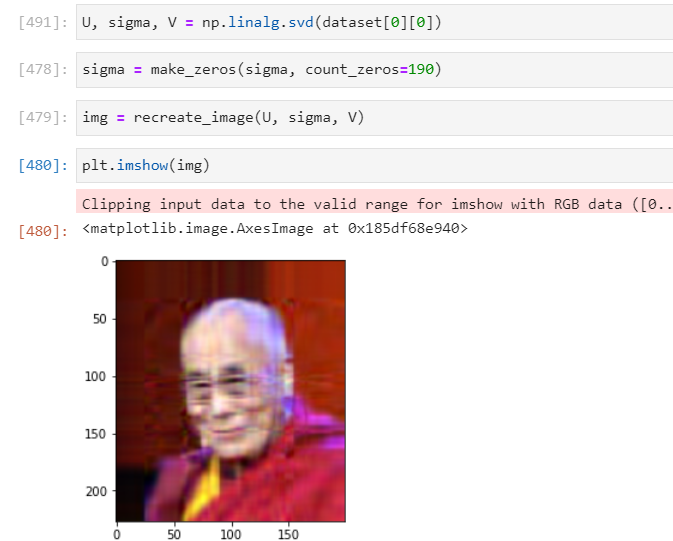 [491]: U, sigma, V = np.linalg.svd(dataset[0][0])
[478]: sigma = make_zeros(sigma, count_zeros=190)
[479]: img = recreate_image(U, sigma, V)
[480]: plt.imshow(img)
Clipping input data to the valid range for imshow with RGB data ([0..
[480]: <matplotlib.image.AxesImage at 0x185df68e940>
0
50
100
150
200
0 50 100 150